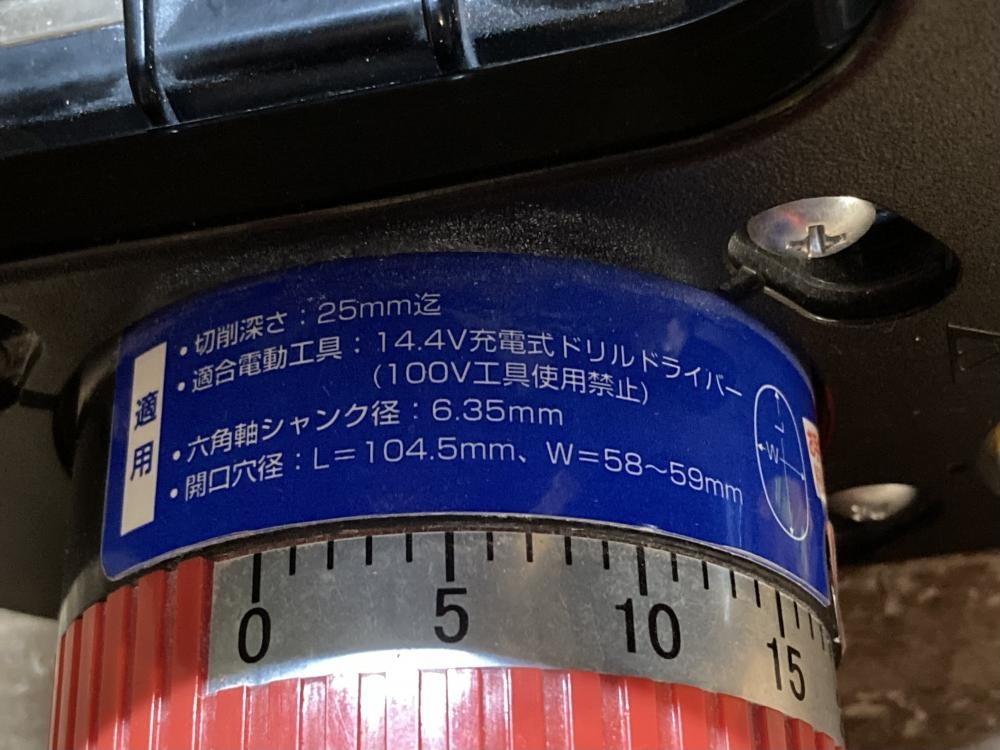 適用
・切削深さ：25mm迄
・適合電動工具：14.4V充電式ドリルドライバー
(100V工具使用禁止)
・六角軸シャンク径：6.35mm
・開口穴径：L＝104.5mm、W＝58〜59mm
L
W
0 5 10 15